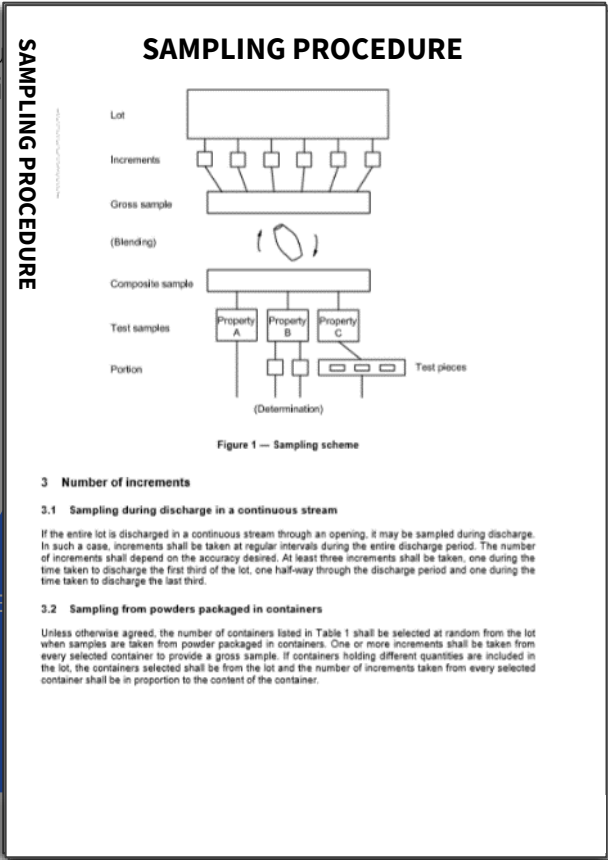 SAMPLING PROCEDURE
SAMPLING PROCEDURE
Lot
Increments
Gross sample
(Blending)
Composite sample
Test samples
Property A
Property B
Property C
Portion
Test pieces
(Determination)
Figure 1 — Sampling scheme
3 Number of increments
3.1 Sampling during discharge in a continuous stream
If the entire lot is discharged in a continuous stream through an opening, it may be sampled during discharge.
In such a case, increments shall be taken at regular intervals during the entire discharge period. The number
of increments shall depend on the accuracy desired. At least three increments shall be taken, one during the
time taken to discharge the first third of the lot, one half-way through the discharge period and one during the
time taken to discharge the last third.
3.2 Sampling from powders packaged in containers
Unless otherwise agreed, the number of containers listed in Table 1 shall be selected at random from the lot
when samples are taken from powder packaged in containers. One or more increments shall be taken from
every selected container to provide a gross sample. If containers holding different quantities are included in
the lot, the containers selected shall be from the lot and the number of increments taken from every selected
container shall be in proportion to the content of the container.